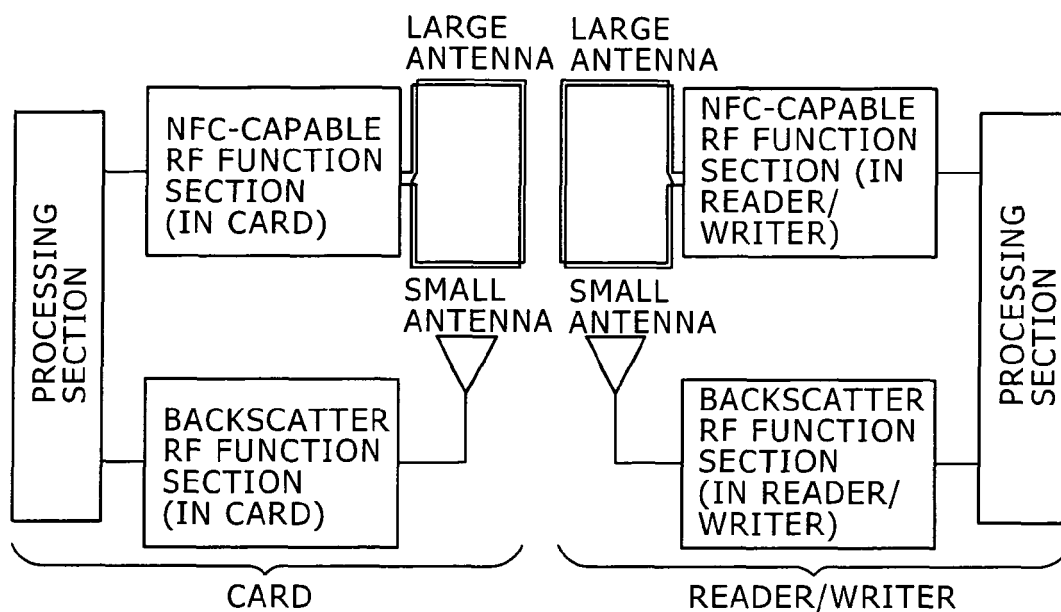 LARGE
ANTENNA
LARGE
ANTENNA
NFC-CAPABLE
RF FUNCTION
SECTION
(IN CARD)
NFC-CAPABLE
RF FUNCTION
SECTION (IN
READER/
WRITER)
PROCESSING
SECTION
PROCESSING
SECTION
SMALL
ANTENNA
SMALL
ANTENNA
BACKSCATTER
RF FUNCTION
SECTION
(IN CARD)
BACKSCATTER
RF FUNCTION
SECTION
(IN READER/
WRITER)
CARD
READER/WRITER